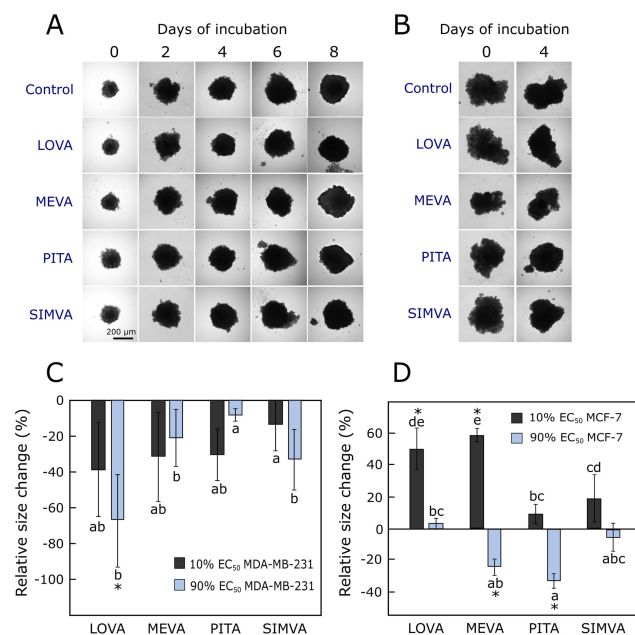 A
Days of incubation
0 2 4 6 8
Control
LOVA
MEVA
PITA
SIMVA
200 µm
B
Days of incubation
0 4
Control
LOVA
MEVA
PITA
SIMVA
C
Relative size change (%)
0
-20
-40
-60
-80
-100
ab
b
*
ab
b
ab
a
a
b
10% EC50 MDA-MB-231
90% EC50 MDA-MB-231
LOVA MEVA PITA SIMVA
D
Relative size change (%)
60
40
20
0
-20
-40
*
de
bc
*
e
ab
*
bc
a
*
cd
abc
10% EC50 MCF-7
90% EC50 MCF-7
LOVA MEVA PITA SIMVA